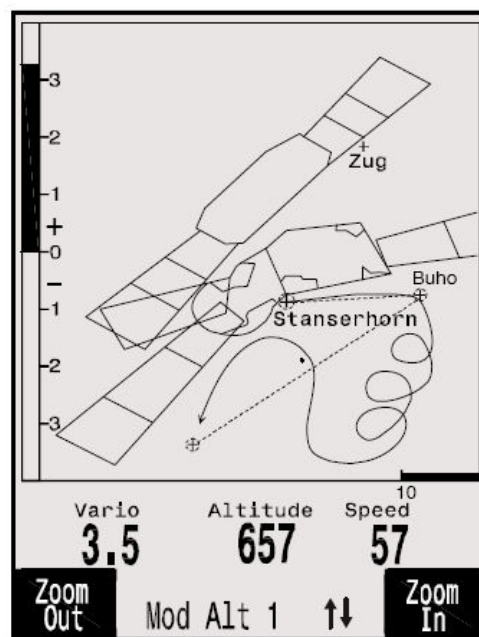 3
2
Zug
1
+
0
–
Buho
1
Stanserhorn
2
3
10
Vario Altitude Speed
3.5 657 57
Zoom Out Mod Alt 1 ↑↓ Zoom In